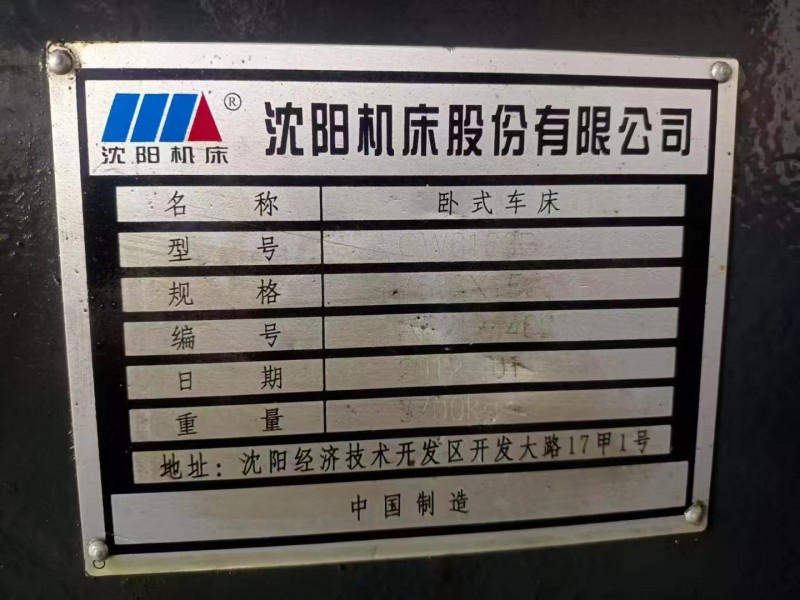 沈阳机床 ® 沈阳机床股份有限公司
名称 卧式车床
型号
规格
编号
日期
重量
地址：沈阳经济技术开发区开发大路17甲1号
中国制造